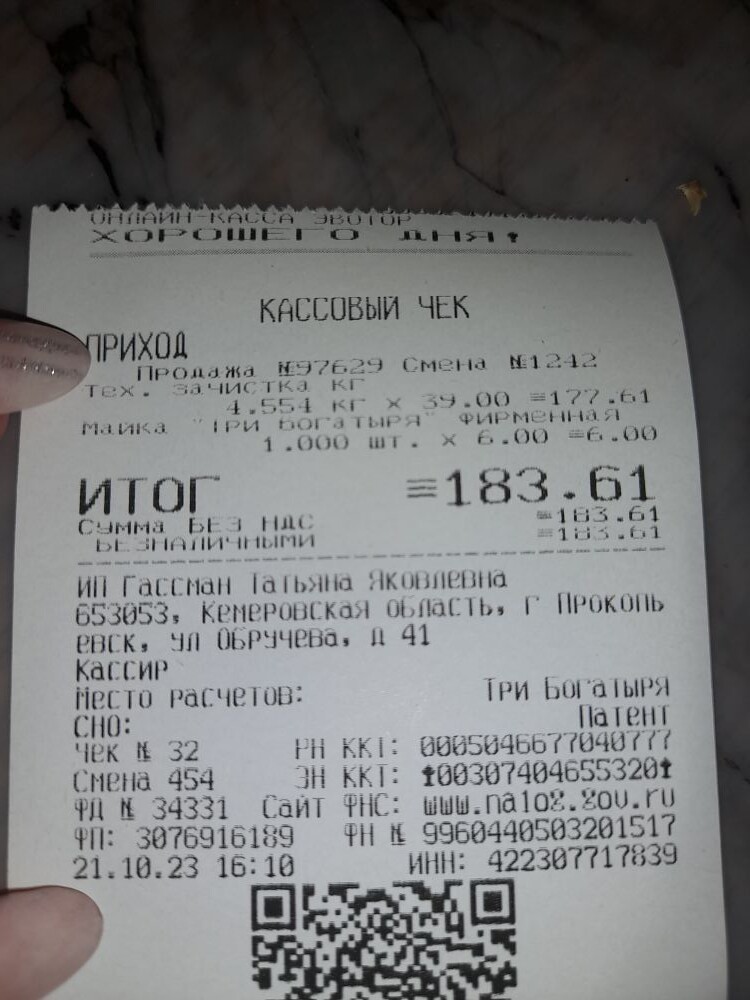 ОНЛАЙН-КАССА ЭВОТОР
ХОРОШЕГО ДНЯ!
КАССОВЫЙ ЧЕК
ПРИХОД
Продажа №97629 Смена №1242
Тех. зачистка кг
4.554 кг x 39.00 =177.61
Майка "Три Богатыря" фирменная
1.000 шт. x 6.00 =6.00
ИТОГ =183.61
Сумма БЕЗ НДС =183.61
БЕЗНАЛИЧНЫМИ =183.61
ИП Гассман Татьяна Яковлевна
653053, Кемеровская область, г Прокопь
евск, ул Обручева, д 41
Кассир
Место расчетов: Три Богатыря
СНО: Патент
Чек № 32 РН ККТ: 0005046677040777
Смена 454 ЗН ККТ: 00307404655320
ФД № 34331 Сайт ФНС: www.nalog.gov.ru
ФП: 3076916189 ФН № 9960440503201517
21.10.23 16:10 ИНН: 422307717839